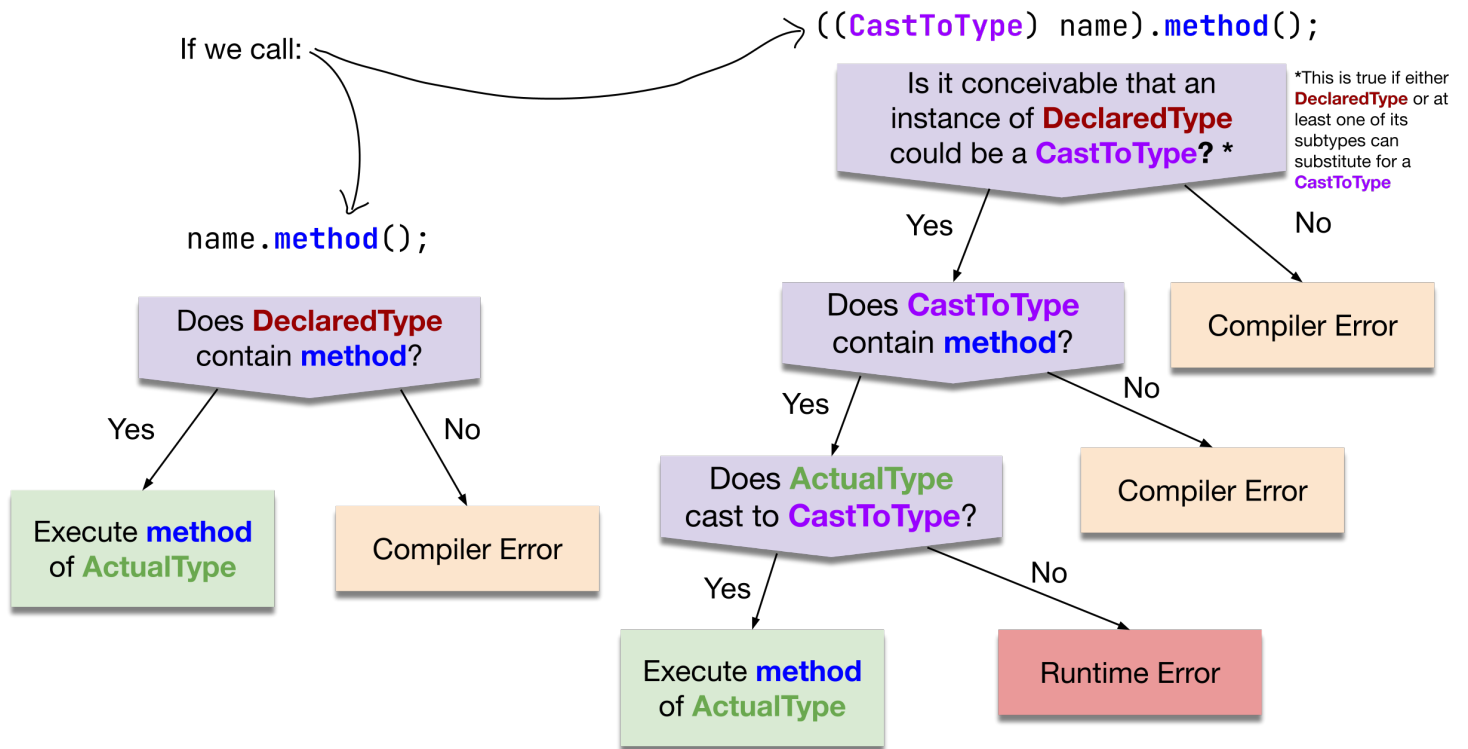 If we call:
name.method();
Does DeclaredType
contain method?
Yes
No
Execute method
of ActualType
Compiler Error
((CastToType) name).method();
Is it conceivable that an
instance of DeclaredType
could be a CastToType? *
*This is true if either
DeclaredType or at
least one of its
subtypes can
substitute for a
CastToType
Yes
No
Does CastToType
contain method?
Compiler Error
Yes
No
Does ActualType
cast to CastToType?
Compiler Error
Yes
No
Execute method
of ActualType
Runtime Error